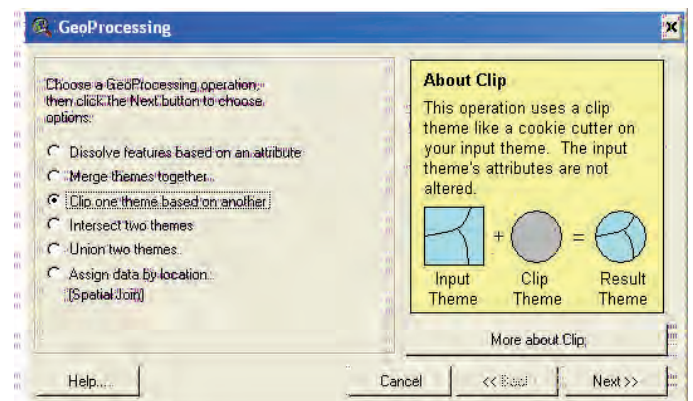 GeoProcessing
Choose a GeoProcessing operation,
then click the Next button to choose
options:
Dissolve features based on an attribute
Merge themes together
Clip one theme based on another
Intersect two themes
Union two themes
Assign data by location
(Spatial Join)
About Clip
This operation uses a clip
theme like a cookie cutter on
your input theme. The input
theme's attributes are not
altered.
+ =
Input Clip Result
Theme Theme Theme
More about Clip
Help... Cancel << Back Next >>